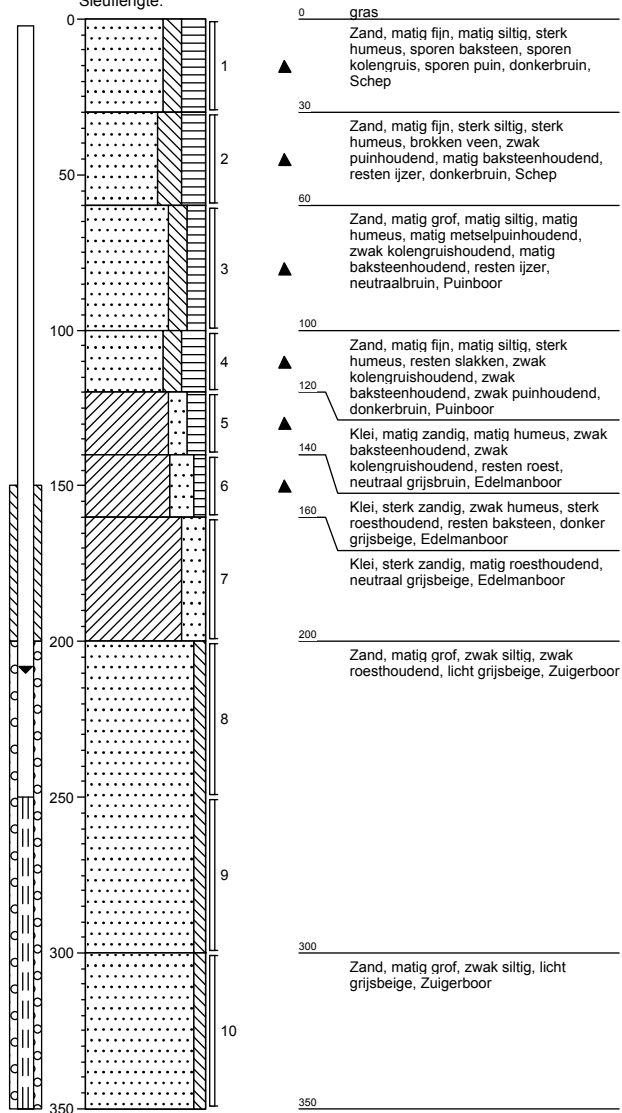 Sleuflengte:
0
50
100
150
200
250
300
350
1
2
3
4
5
6
7
8
9
10
0 gras
Zand, matig fijn, matig siltig, sterk
humeus, sporen baksteen, sporen
kolengruis, sporen puin, donkerbruin,
Schep
30
Zand, matig fijn, sterk siltig, sterk
humeus, brokken veen, zwak
puinhoudend, matig baksteenhoudend,
resten ijzer, donkerbruin, Schep
60
Zand, matig grof, matig siltig, matig
humeus, matig metselpuinhoudend,
zwak kolengruishoudend, matig
baksteenhoudend, resten ijzer,
neutraalbruin, Puinboor
100
Zand, matig fijn, matig siltig, sterk
humeus, resten slakken, zwak
kolengruishoudend, zwak
baksteenhoudend, zwak puinhoudend,
donkerbruin, Puinboor
120
Klei, matig zandig, matig humeus, zwak
baksteenhoudend, zwak
kolengruishoudend, resten roest,
neutraal grijsbruin, Edelmanboor
140
Klei, sterk zandig, zwak humeus, sterk
roesthoudend, resten baksteen, donker
grijsbeige, Edelmanboor
160
Klei, sterk zandig, matig roesthoudend,
neutraal grijsbeige, Edelmanboor
200
Zand, matig grof, zwak siltig, zwak
roesthoudend, licht grijsbeige, Zuigerboor
300
Zand, matig grof, zwak siltig, licht
grijsbeige, Zuigerboor
350